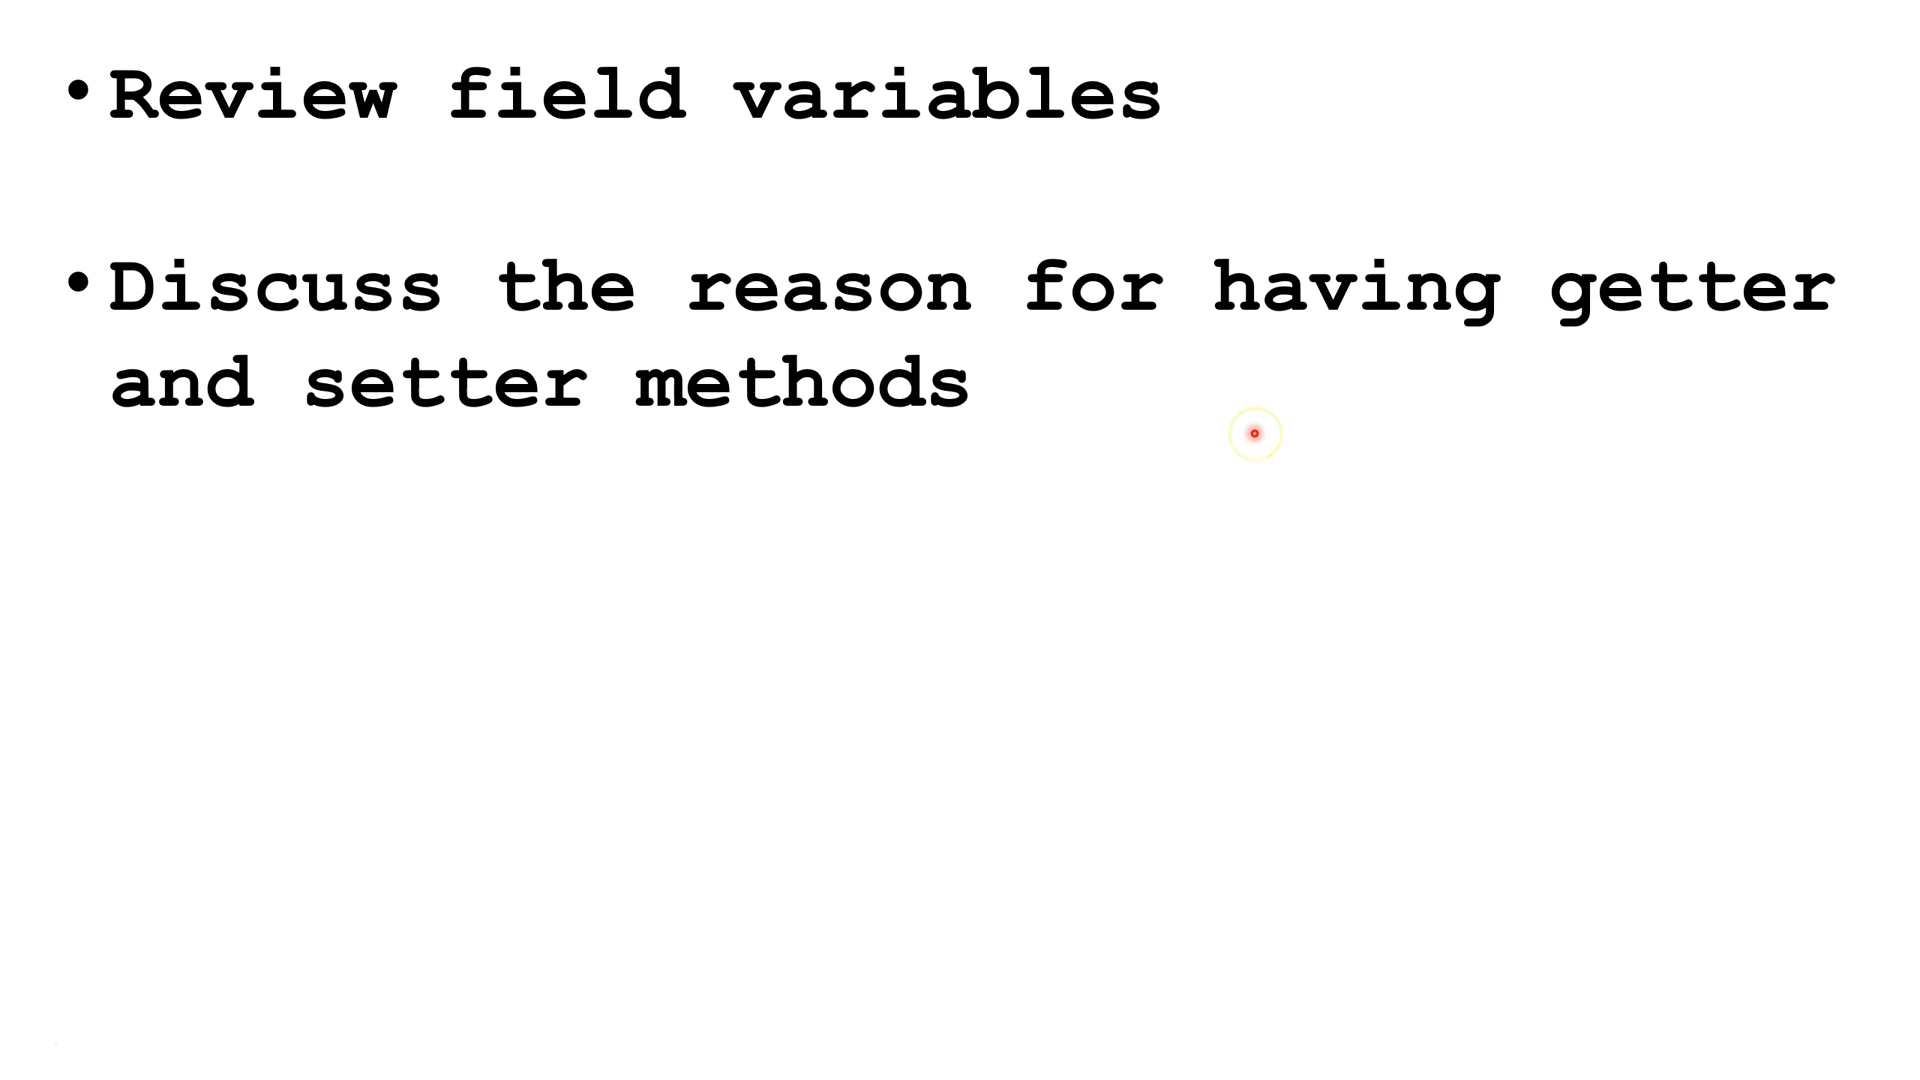 • Review field variables
• Discuss the reason for having getter
and setter methods